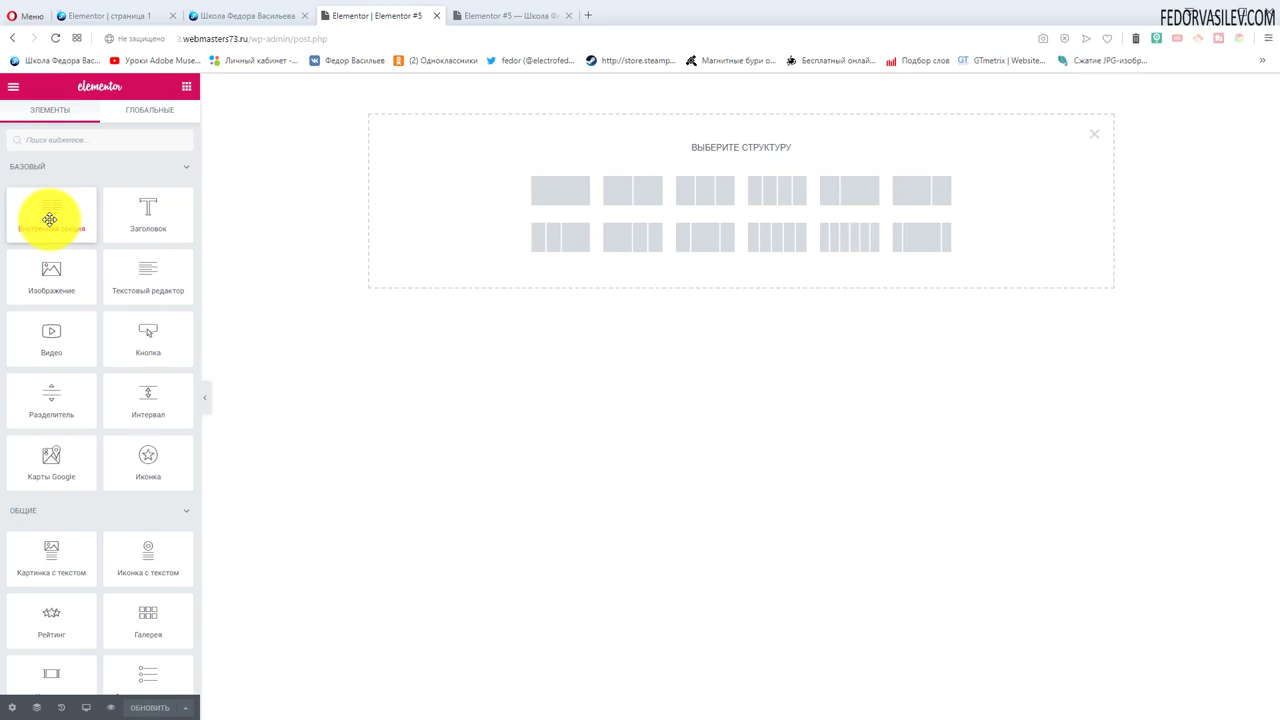 Меню
Elementor | страница 1
Школа Федора Васильева
Elementor | Elementor #5
Elementor #5 — Школа Ф
FEDORVASILEV.COM
Не защищено
3.webmasters73.ru/wp-admin/post.php
Школа Федора Вас...
Уроки Adobe Muse...
Личный кабинет -...
Федор Васильев
(2) Одноклассники
fedor (@electrofed...
http://store.steamp...
Магнитные бури о...
Бесплатный онлай...
Подбор слов
GTmetrix | Website...
Сжатие JPG-изобр...
elementor
ЭЛЕМЕНТЫ
ГЛОБАЛЬНЫЕ
Поиск виджетов...
БАЗОВЫЙ
Внутренняя секция
Заголовок
Изображение
Текстовый редактор
Видео
Кнопка
Разделитель
Интервал
Карты Google
Иконка
ОБЩИЕ
Картинка с текстом
Иконка с текстом
Рейтинг
Галерея
ОБНОВИТЬ
ВЫБЕРИТЕ СТРУКТУРУ